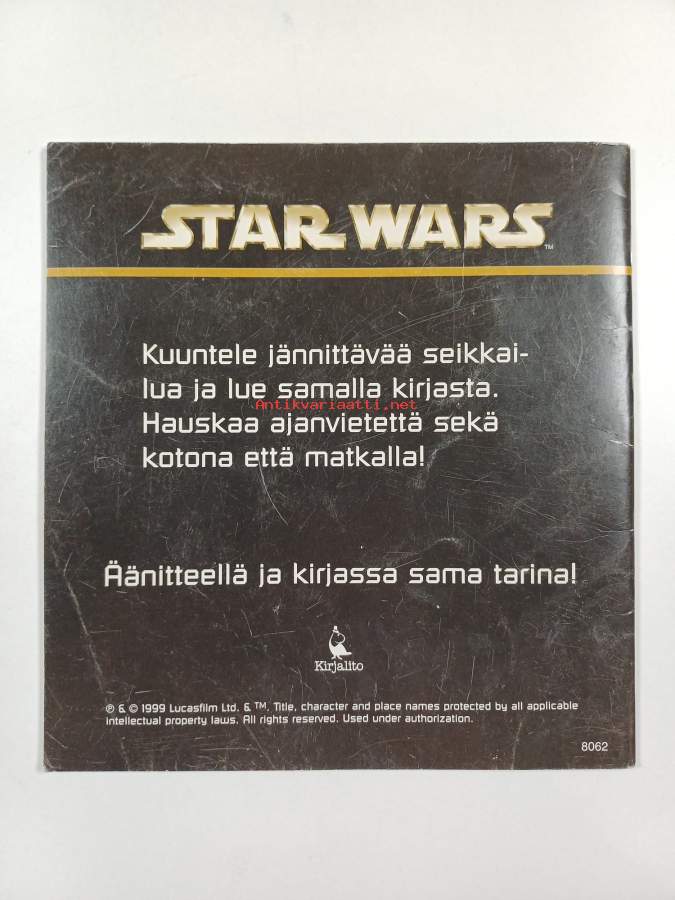 STAR WARS™
Kuuntele jännittävää seikkai-
lua ja lue samalla kirjasta.
Antikvariaatti.net
Hauskaa ajanvietettä sekä
kotona että matkalla!
Äänitteellä ja kirjassa sama tarina!
Kirjalito
℗ & © 1999 Lucasfilm Ltd. & ™. Title, character and place names protected by all applicable
intellectual property laws. All rights reserved. Used under authorization.
8062